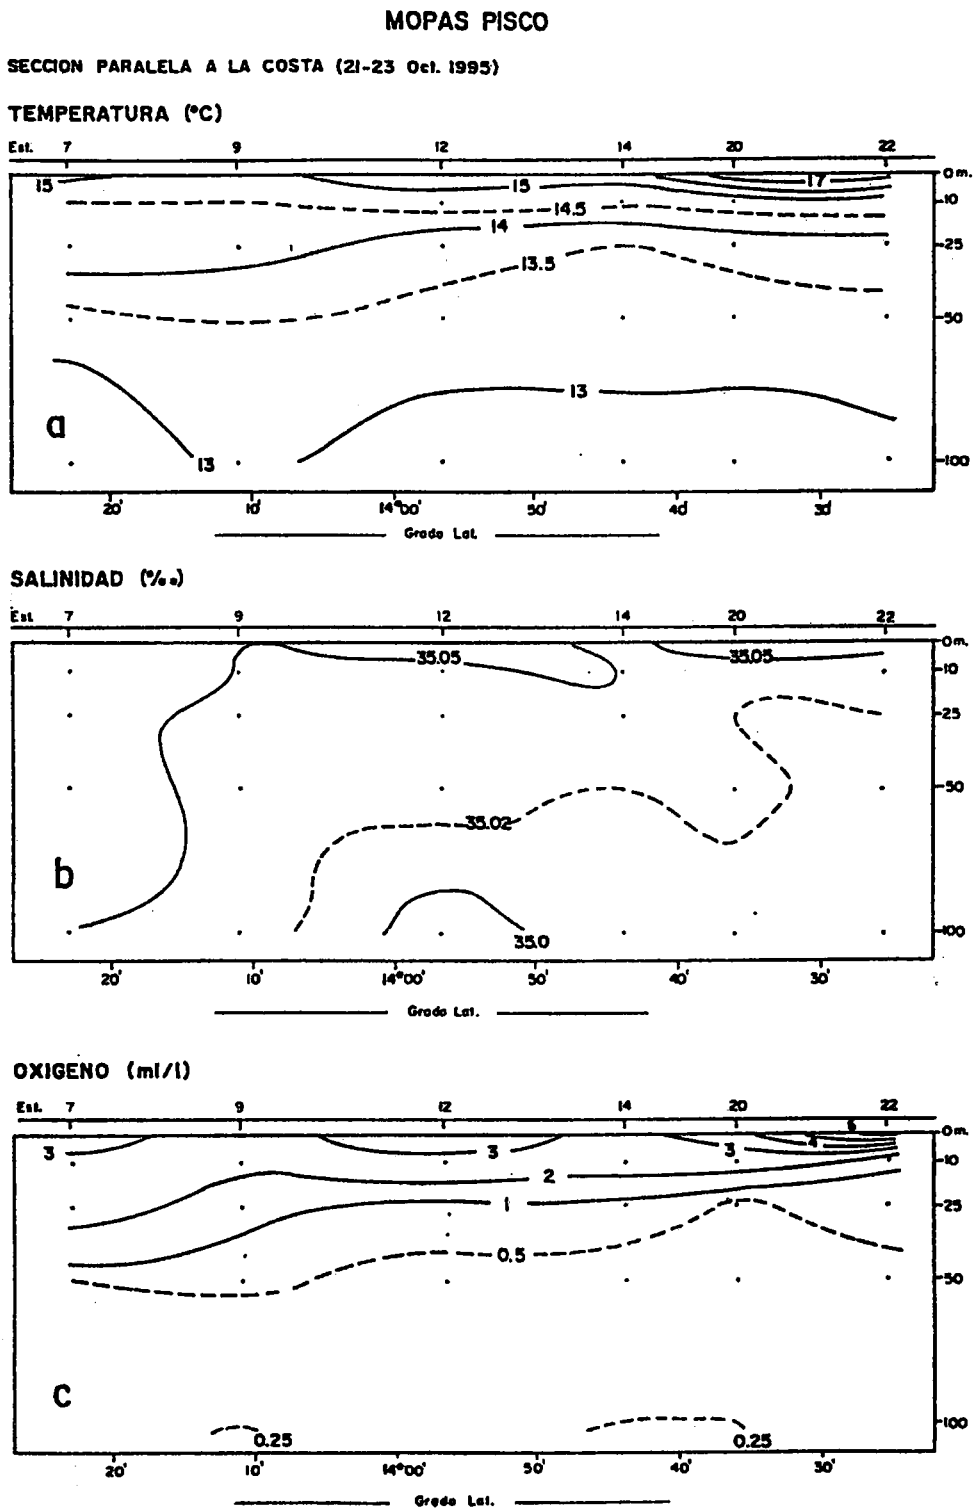 MOPAS PISCO
SECCION PARALELA A LA COSTA (21-23 Oct. 1995)
TEMPERATURA (°C)
Est. 7 9 12 14 20 22
0 m.
15 15 17
10
14.5
14
25
13.5
50
13
a
13
100
20' 10' 14°00' 50' 40' 30'
Grado Lat.
SALINIDAD (‰)
Est. 7 9 12 14 20 22
0 m.
35.05 35.05
10
25
50
35.02
b
35.0
100
20' 10' 14°00' 50' 40' 30'
Grado Lat.
OXIGENO (ml/l)
Est. 7 9 12 14 20 22
6
0 m.
3 3 3 4
10
2
1
25
0.5
50
c
0.25 0.25
100
20' 10' 14°00' 50' 40' 30'
Grado Lat.